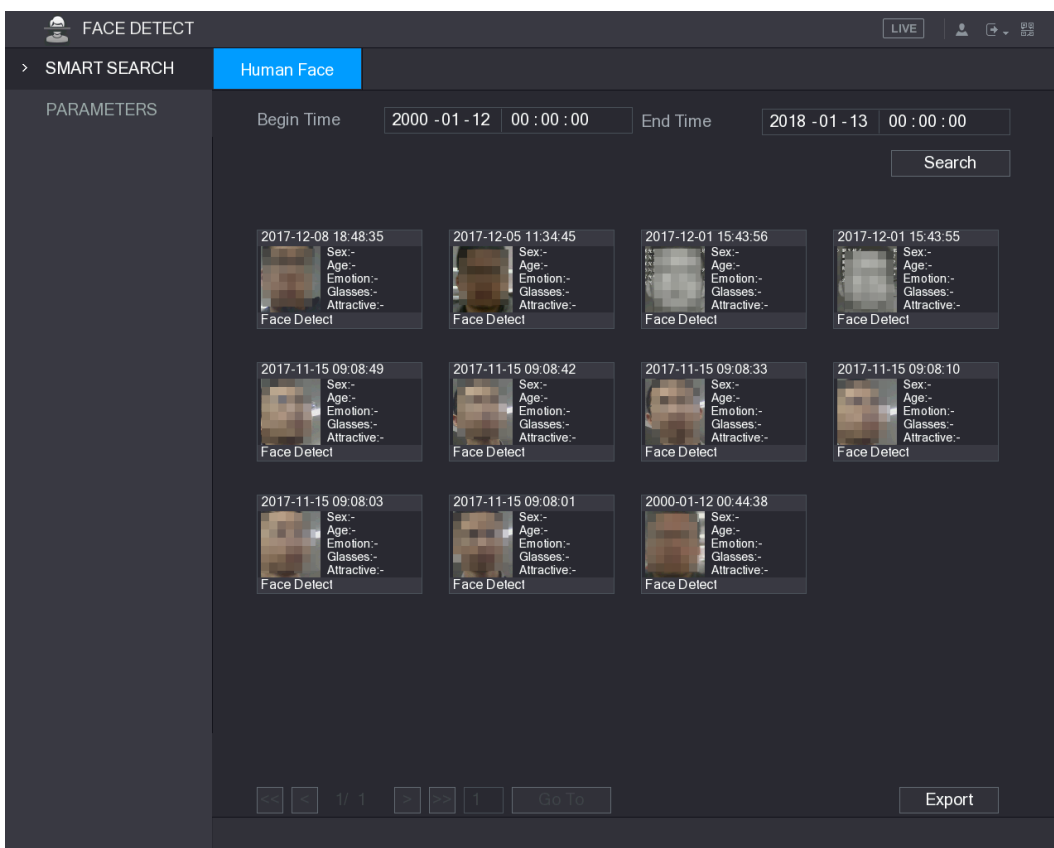 FACE DETECT LIVE
> SMART SEARCH Human Face
PARAMETERS
Begin Time 2000 - 01 - 12 00 : 00 : 00 End Time 2018 - 01 - 13 00 : 00 : 00
Search
2017-12-08 18:48:35
Sex:-
Age:-
Emotion:-
Glasses:-
Attractive:-
Face Detect
2017-12-05 11:34:45
Sex:-
Age:-
Emotion:-
Glasses:-
Attractive:-
Face Detect
2017-12-01 15:43:56
Sex:-
Age:-
Emotion:-
Glasses:-
Attractive:-
Face Detect
2017-12-01 15:43:55
Sex:-
Age:-
Emotion:-
Glasses:-
Attractive:-
Face Detect
2017-11-15 09:08:49
Sex:-
Age:-
Emotion:-
Glasses:-
Attractive:-
Face Detect
2017-11-15 09:08:42
Sex:-
Age:-
Emotion:-
Glasses:-
Attractive:-
Face Detect
2017-11-15 09:08:33
Sex:-
Age:-
Emotion:-
Glasses:-
Attractive:-
Face Detect
2017-11-15 09:08:10
Sex:-
Age:-
Emotion:-
Glasses:-
Attractive:-
Face Detect
2017-11-15 09:08:03
Sex:-
Age:-
Emotion:-
Glasses:-
Attractive:-
Face Detect
2017-11-15 09:08:01
Sex:-
Age:-
Emotion:-
Glasses:-
Attractive:-
Face Detect
2000-01-12 00:44:38
Sex:-
Age:-
Emotion:-
Glasses:-
Attractive:-
Face Detect
<< < 1/ 1 > >> 1 Go To Export